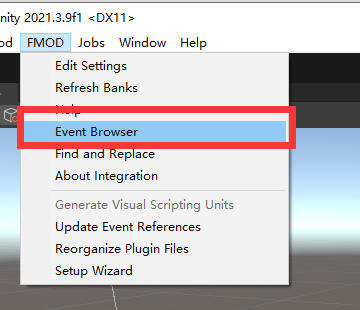 nity 2021.3.9f1 <DX11>
od FMOD Jobs Window Help
Edit Settings
Refresh Banks
Help
Event Browser
Find and Replace
About Integration
Generate Visual Scripting Units
Update Event References
Reorganize Plugin Files
Setup Wizard